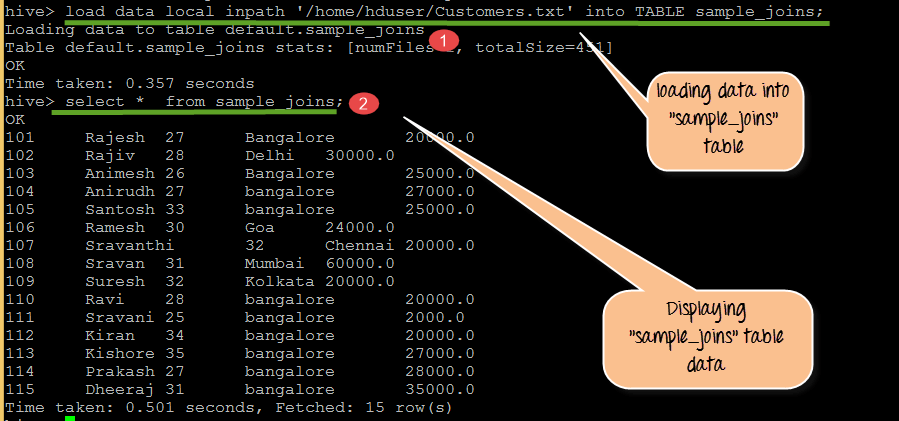 hive> load data local inpath '/home/hduser/Customers.txt' into TABLE sample_joins;
Loading data to table default.sample_joins
1
Table default.sample_joins stats: [numFiles totalSize=451]
OK
Time taken: 0.357 seconds
hive> select *  from sample_joins;
2
OK
101 Rajesh 27 Bangalore 20000.0
102 Rajiv 28 Delhi 30000.0
103 Animesh 26 Bangalore 25000.0
104 Anirudh 27 bangalore 27000.0
105 Santosh 33 bangalore 25000.0
106 Ramesh 30 Goa 24000.0
107 Sravanthi 32 Chennai 20000.0
108 Sravan 31 Mumbai 60000.0
109 Suresh 32 Kolkata 20000.0
110 Ravi 28 bangalore 20000.0
111 Sravani 25 bangalore 2000.0
112 Kiran 34 bangalore 20000.0
113 Kishore 35 bangalore 27000.0
114 Prakash 27 bangalore 28000.0
115 Dheeraj 31 bangalore 35000.0
Time taken: 0.501 seconds, Fetched: 15 row(s)
loading data into
"sample_joins"
table
Displaying
"sample_joins" table
data